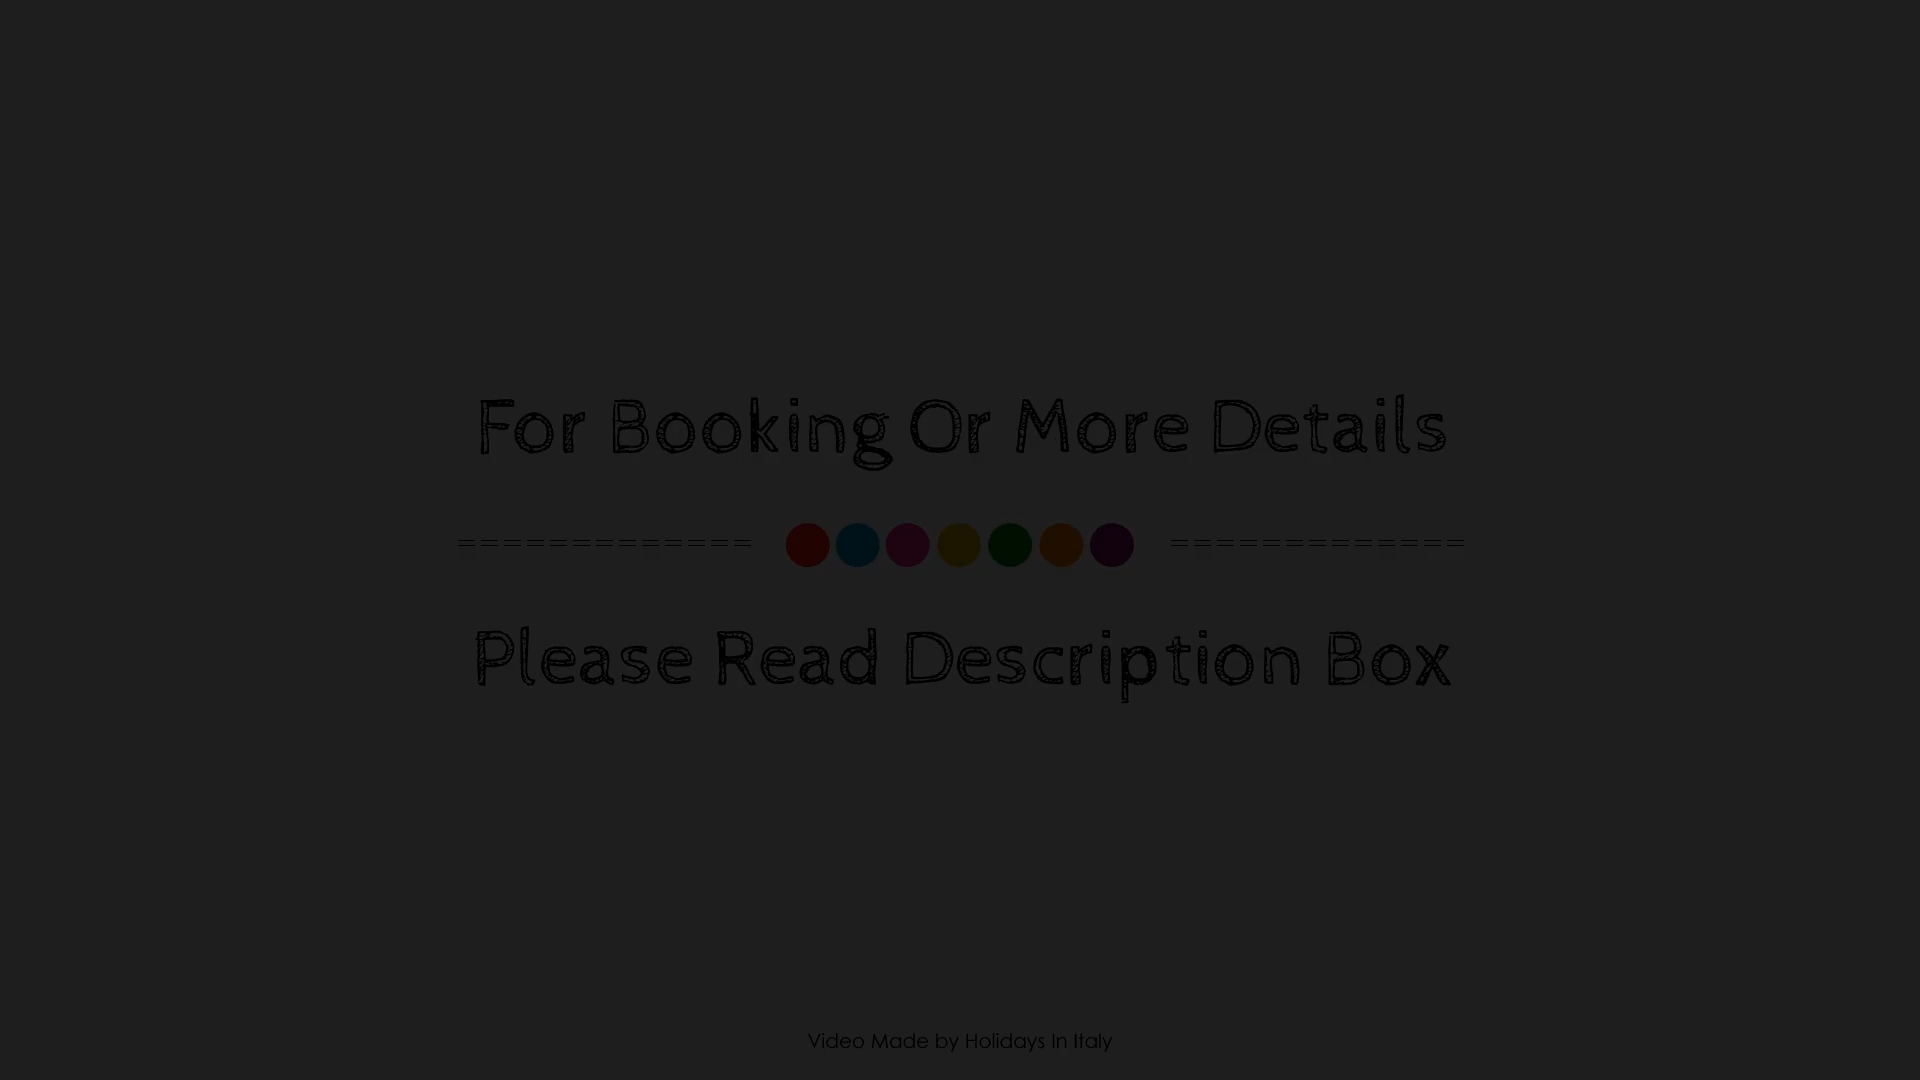 For Booking Or More Details
============= =============
Please Read Description Box
Video Made by Holidays In Italy